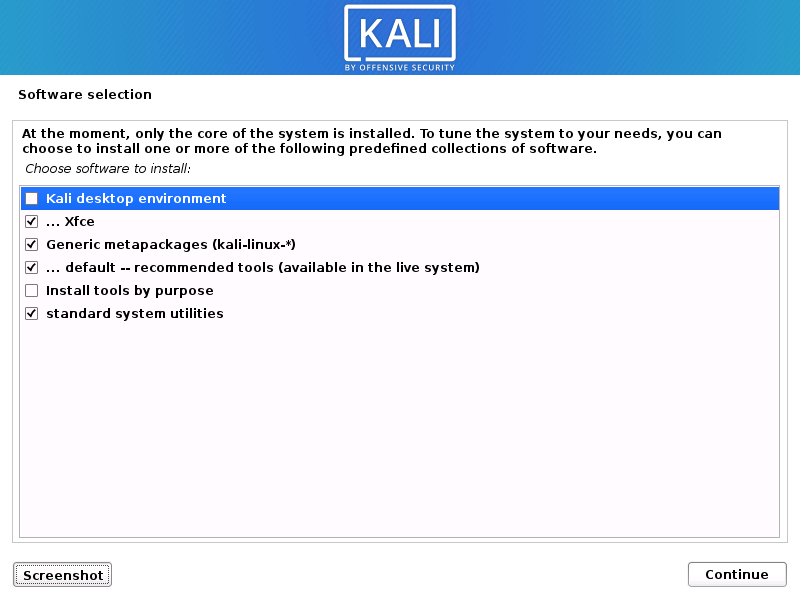 KALI
BY OFFENSIVE SECURITY
Software selection
At the moment, only the core of the system is installed. To tune the system to your needs, you can
choose to install one or more of the following predefined collections of software.
Choose software to install:
Kali desktop environment
... Xfce
Generic metapackages (kali-linux-*)
... default -- recommended tools (available in the live system)
Install tools by purpose
standard system utilities
Screenshot
Continue